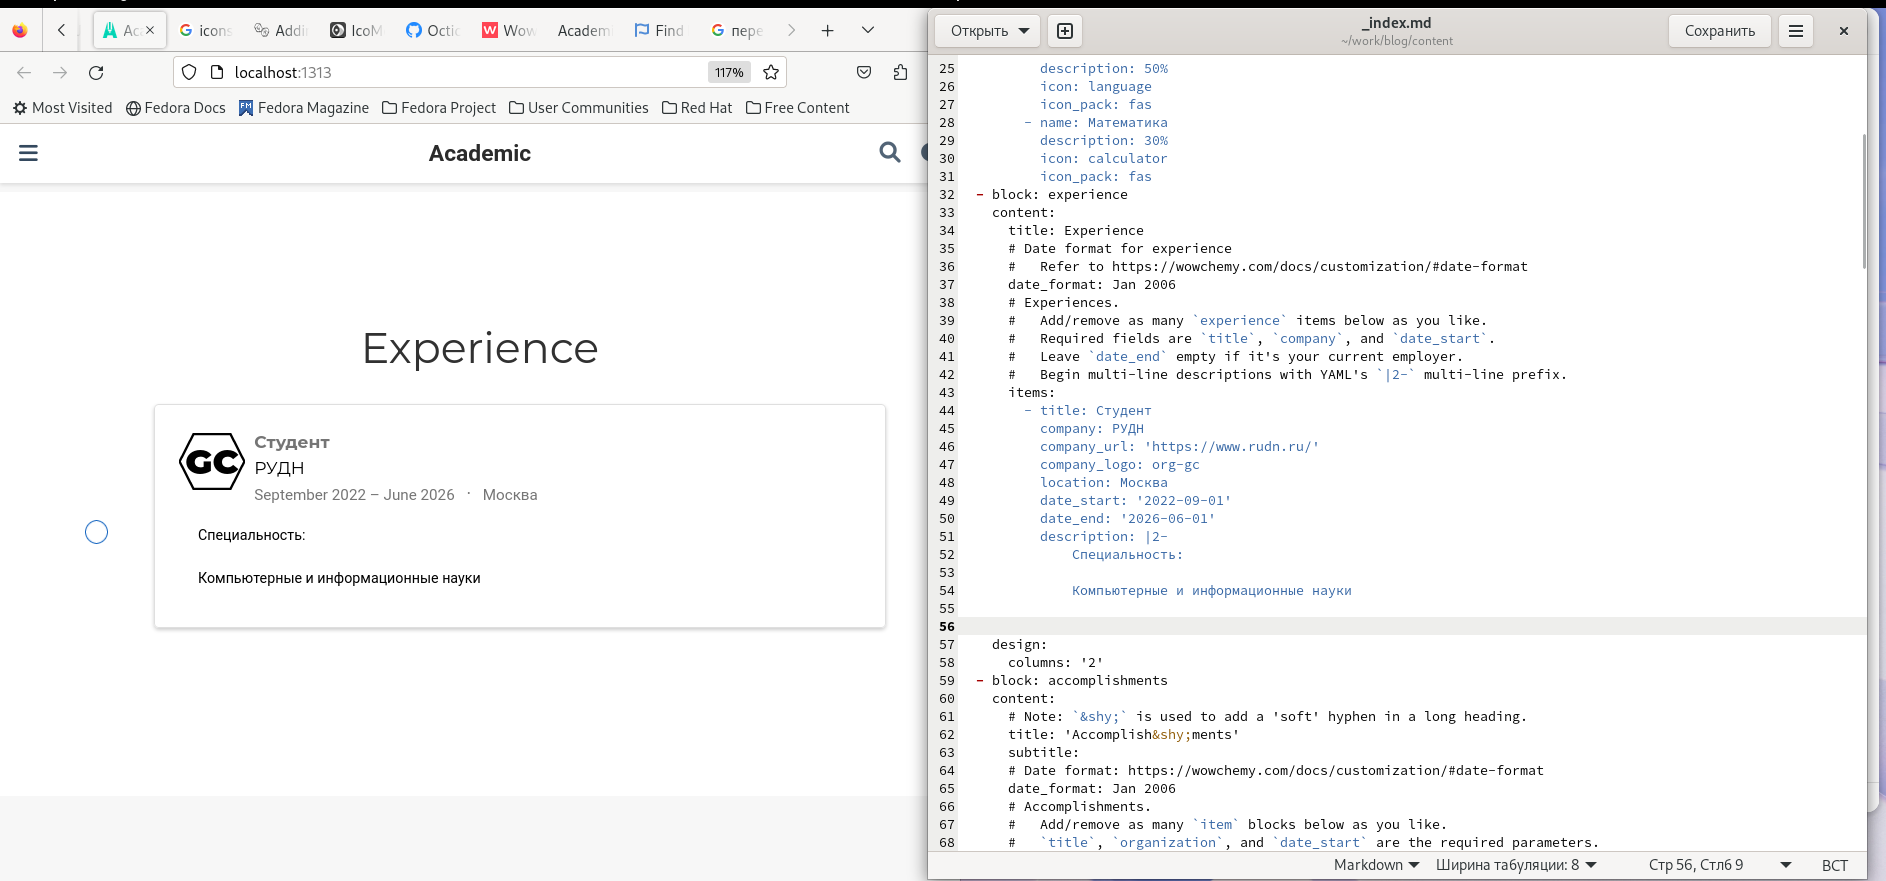 Aca
icons
Addi
IcoM
Octic
Wow
Academ
Find
пере
localhost:1313
117%
Most Visited
Fedora Docs
Fedora Magazine
Fedora Project
User Communities
Red Hat
Free Content
Academic
Experience
GC
Студент
РУДН
September 2022 – June 2026 · Москва
Специальность:
Компьютерные и информационные науки
Открыть
_index.md
~/work/blog/content
Сохранить
25 description: 50%
26 icon: language
27 icon_pack: fas
28 - name: Математика
29 description: 30%
30 icon: calculator
31 icon_pack: fas
32 - block: experience
33 content:
34 title: Experience
35 # Date format for experience
36 # Refer to https://wowchemy.com/docs/customization/#date-format
37 date_format: Jan 2006
38 # Experiences.
39 # Add/remove as many `experience` items below as you like.
40 # Required fields are `title`, `company`, and `date_start`.
41 # Leave `date_end` empty if it's your current employer.
42 # Begin multi-line descriptions with YAML's `|2-` multi-line prefix.
43 items:
44 - title: Студент
45 company: РУДН
46 company_url: 'https://www.rudn.ru/'
47 company_logo: org-gc
48 location: Москва
49 date_start: '2022-09-01'
50 date_end: '2026-06-01'
51 description: |2-
52 Специальность:
53
54 Компьютерные и информационные науки
55
56
57 design:
58 columns: '2'
59 - block: accomplishments
60 content:
61 # Note: `&shy;` is used to add a 'soft' hyphen in a long heading.
62 title: 'Accomplish&shy;ments'
63 subtitle:
64 # Date format: https://wowchemy.com/docs/customization/#date-format
65 date_format: Jan 2006
66 # Accomplishments.
67 # Add/remove as many `item` blocks below as you like.
68 # `title`, `organization`, and `date_start` are the required parameters.
Markdown
Ширина табуляции: 8
Стр 56, Стлб 9
ВСТ